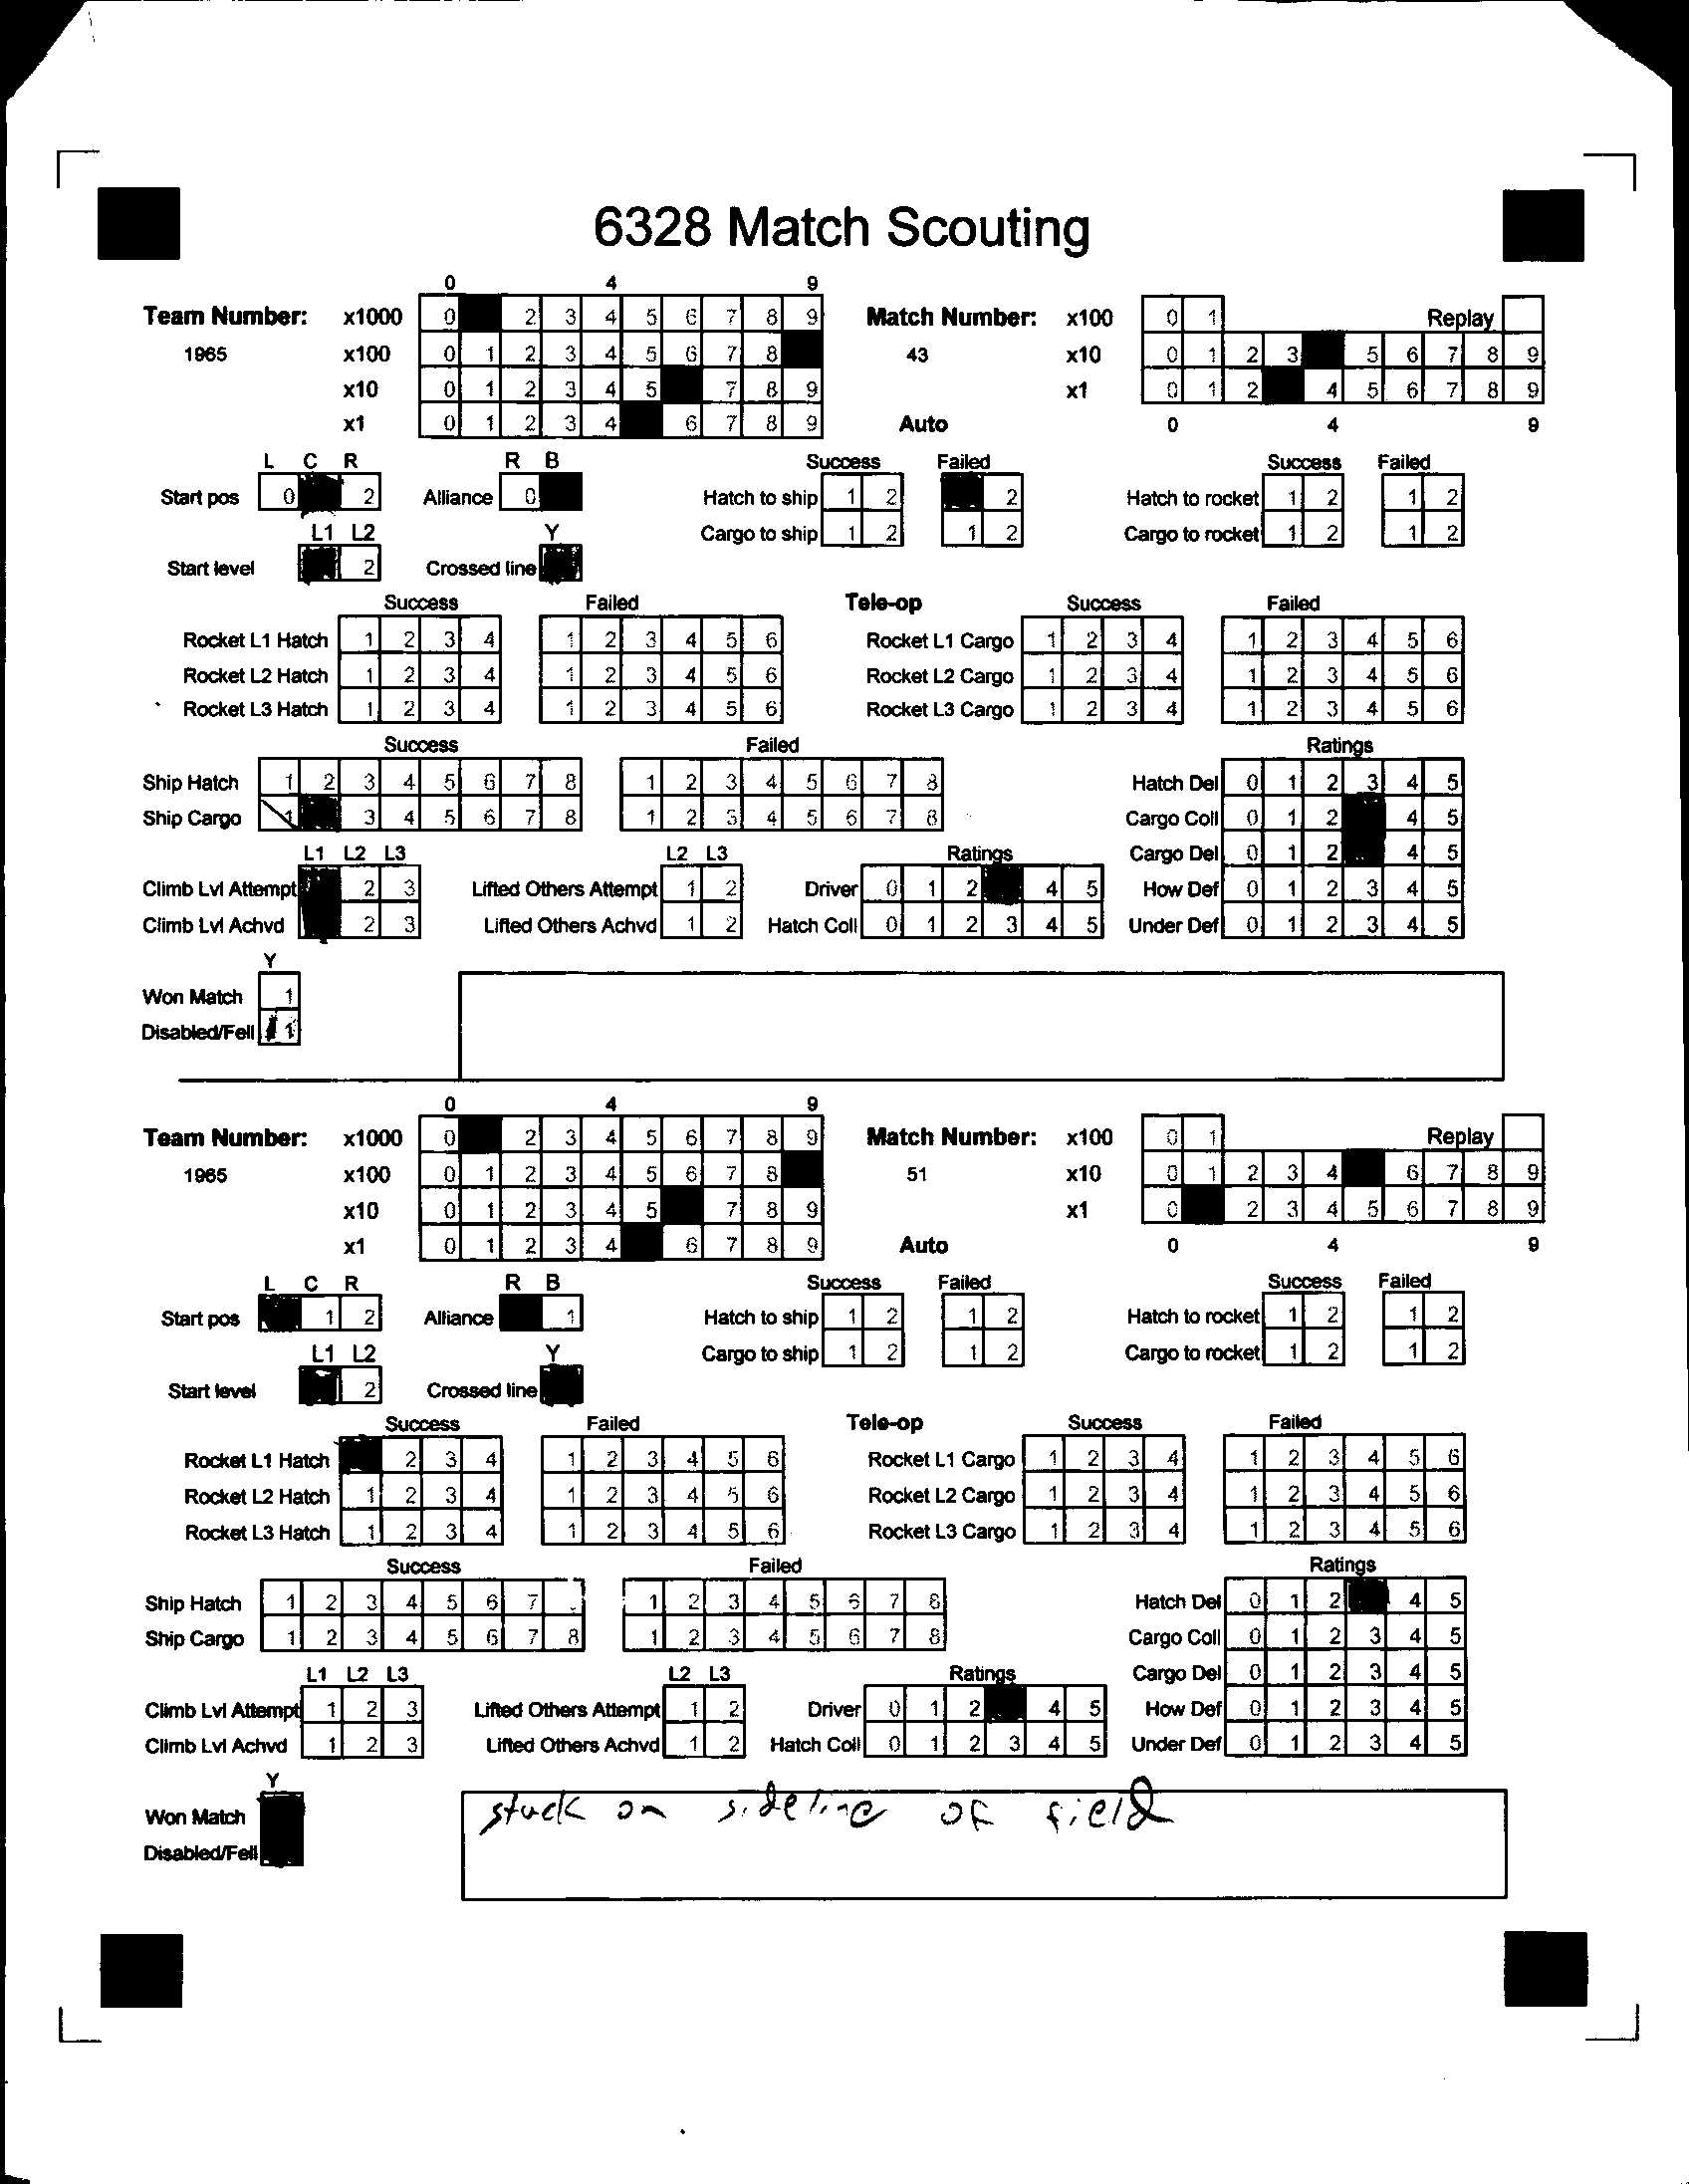 6328 Match Scouting
0 4 9
Team Number: x1000 0 2 3 4 5 6 7 8 9 Match Number: x100 0 1 Replay
1965 x100 0 1 2 3 4 5 6 7 8 43 x10 0 1 2 3 5 6 7 8 9
x10 0 1 2 3 4 5 7 8 9 x1 0 1 2 4 5 6 7 8 9
x1 0 1 2 3 4 6 7 8 9 Auto 0 4 9
L C R R B Success Failed Success Failed
Start pos 0 2 Alliance 0 Hatch to ship 1 2 2 Hatch to rocket 1 2 1 2
L1 L2 Y Cargo to ship 1 2 1 2 Cargo to rocket 1 2 1 2
Start level 2 Crossed line
Success Failed Tele-op Success Failed
Rocket L1 Hatch 1 2 3 4 1 2 3 4 5 6 Rocket L1 Cargo 1 2 3 4 1 2 3 4 5 6
Rocket L2 Hatch 1 2 3 4 1 2 3 4 5 6 Rocket L2 Cargo 1 2 3 4 1 2 3 4 5 6
Rocket L3 Hatch 1 2 3 4 1 2 3 4 5 6 Rocket L3 Cargo 1 2 3 4 1 2 3 4 5 6
Success Failed Ratings
Ship Hatch 1 2 3 4 5 6 7 8 1 2 3 4 5 6 7 8 Hatch Del 0 1 2 3 4 5
Ship Cargo 1 3 4 5 6 7 8 1 2 3 4 5 6 7 8 Cargo Coll 0 1 2 4 5
L1 L2 L3 L2 L3 Ratings Cargo Del 0 1 2 4 5
Climb Lvl Attempt 2 3 Lifted Others Attempt 1 2 Driver 0 1 2 4 5 How Def 0 1 2 3 4 5
Climb Lvl Achvd 2 3 Lifted Others Achvd 1 2 Hatch Coll 0 1 2 3 4 5 Under Def 0 1 2 3 4 5
Y
Won Match 1
Disabled/Fell 1
0 4 9
Team Number: x1000 0 2 3 4 5 6 7 8 9 Match Number: x100 0 1 Replay
1965 x100 0 1 2 3 4 5 6 7 8 51 x10 0 1 2 3 4 6 7 8 9
x10 0 1 2 3 4 5 7 8 9 x1 0 2 3 4 5 6 7 8 9
x1 0 1 2 3 4 6 7 8 9 Auto 0 4 9
L C R R B Success Failed Success Failed
Start pos 1 2 Alliance 1 Hatch to ship 1 2 1 2 Hatch to rocket 1 2 1 2
L1 L2 Y Cargo to ship 1 2 1 2 Cargo to rocket 1 2 1 2
Start level 2 Crossed line
Success Failed Tele-op Success Failed
Rocket L1 Hatch 2 3 4 1 2 3 4 5 6 Rocket L1 Cargo 1 2 3 4 1 2 3 4 5 6
Rocket L2 Hatch 1 2 3 4 1 2 3 4 5 6 Rocket L2 Cargo 1 2 3 4 1 2 3 4 5 6
Rocket L3 Hatch 1 2 3 4 1 2 3 4 5 6 Rocket L3 Cargo 1 2 3 4 1 2 3 4 5 6
Success Failed Ratings
Ship Hatch 1 2 3 4 5 6 7 1 2 3 4 5 6 7 8 Hatch Del 0 1 2 4 5
Ship Cargo 1 2 3 4 5 6 7 8 1 2 3 4 5 6 7 8 Cargo Coll 0 1 2 3 4 5
L1 L2 L3 L2 L3 Ratings Cargo Del 0 1 2 3 4 5
Climb Lvl Attempt 1 2 3 Lifted Others Attempt 1 2 Driver 0 1 2 4 5 How Def 0 1 2 3 4 5
Climb Lvl Achvd 1 2 3 Lifted Others Achvd 1 2 Hatch Coll 0 1 2 3 4 5 Under Def 0 1 2 3 4 5
Y
Won Match
Disabled/Fell
stuck on sideline of field